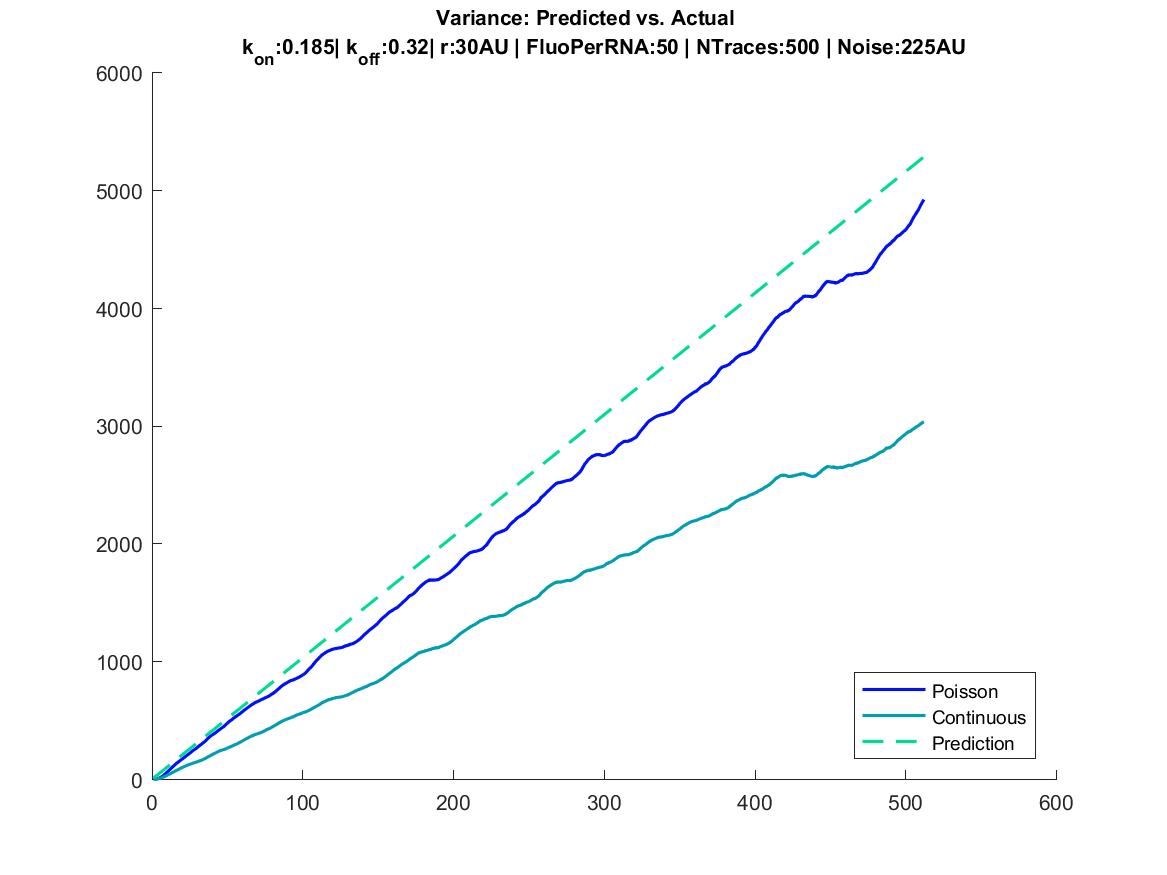 Variance: Predicted vs. Actual
kon:0.185| koff:0.32| r:30AU | FluoPerRNA:50 | NTraces:500 | Noise:225AU
6000
5000
4000
3000
2000
1000
0
Poisson
Continuous
Prediction
0 100 200 300 400 500 600